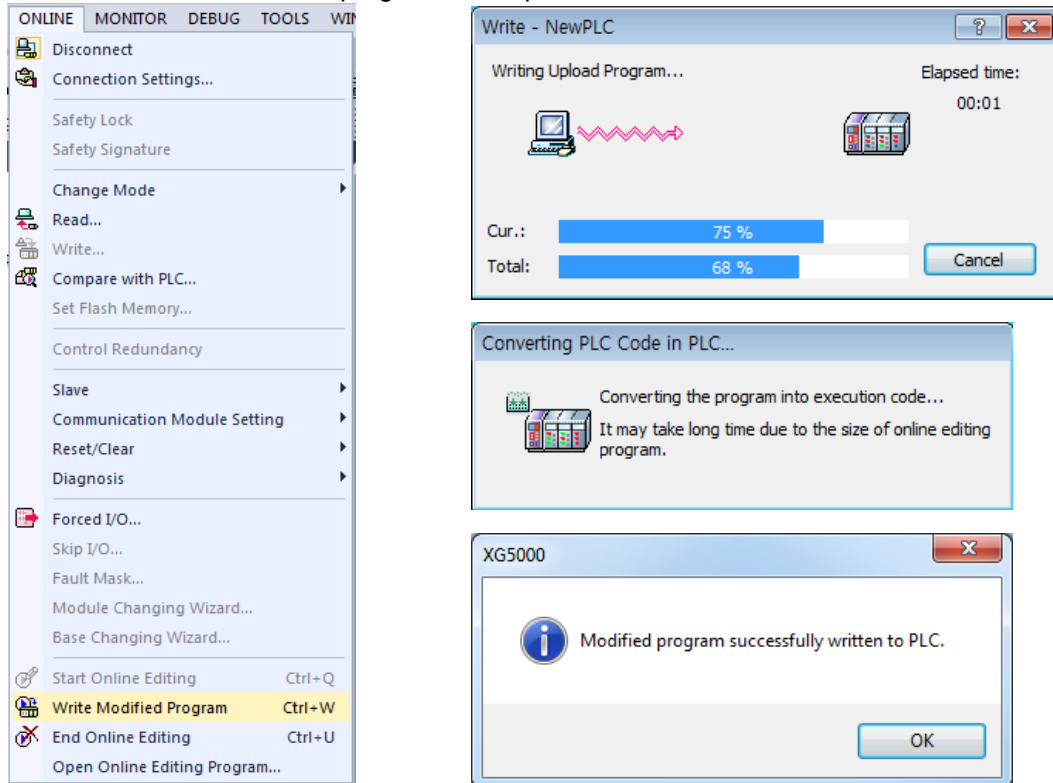 ONLINE MONITOR DEBUG TOOLS
Disconnect
Connection Settings...
Safety Lock
Safety Signature
Change Mode
Read...
Write...
Compare with PLC...
Set Flash Memory...
Control Redundancy
Slave
Communication Module Setting
Reset/Clear
Diagnosis
Forced I/O...
Skip I/O...
Fault Mask...
Module Changing Wizard...
Base Changing Wizard...
Start Online Editing Ctrl+Q
Write Modified Program Ctrl+W
End Online Editing Ctrl+U
Open Online Editing Program...
Write - NewPLC
Writing Upload Program...
Elapsed time:
00:01
Cur.: 75 %
Total: 68 %
Cancel
Converting PLC Code in PLC...
Converting the program into execution code...
It may take long time due to the size of online editing
program.
XG5000
Modified program successfully written to PLC.
OK